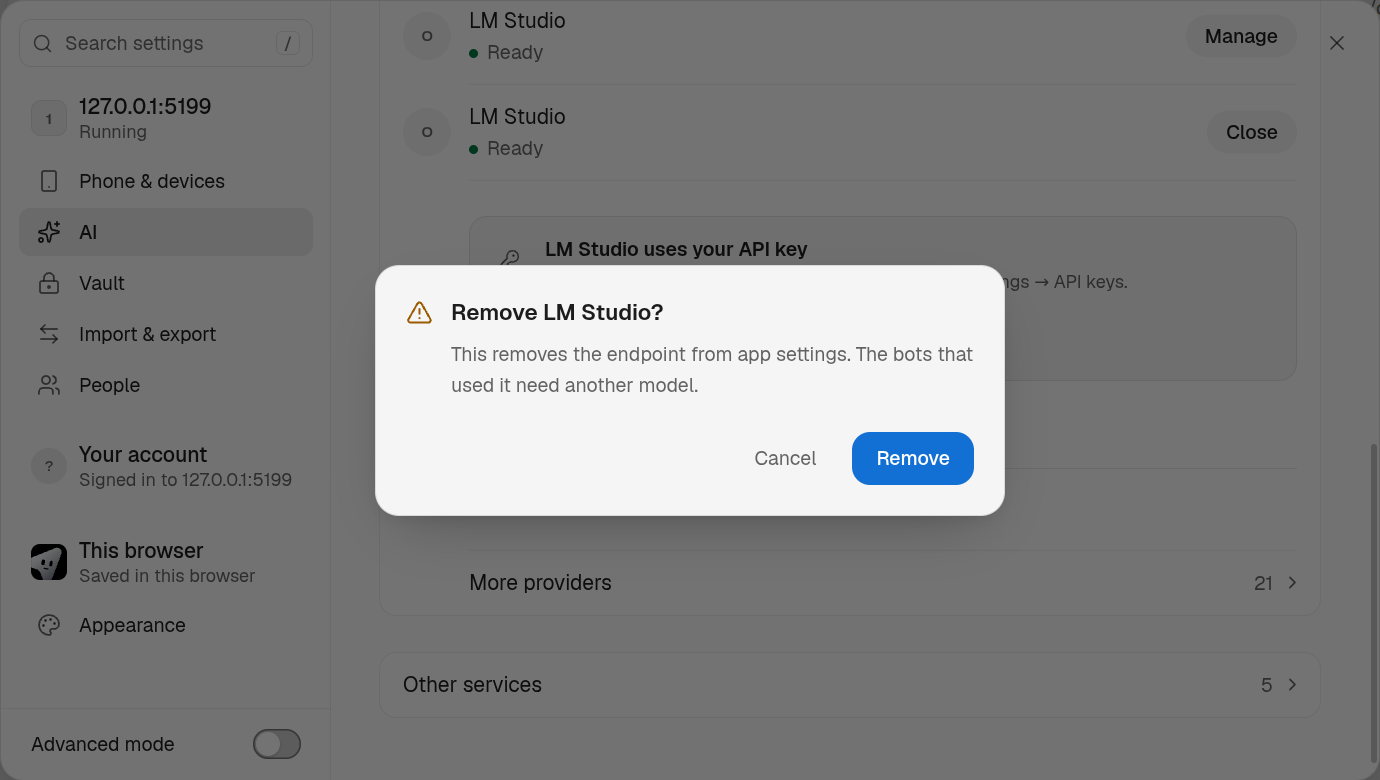 Search settings /
1
127.0.0.1:5199
Running
Phone & devices
AI
Vault
Import & export
People
?
Your account
Signed in to 127.0.0.1:5199
This browser
Saved in this browser
Appearance
Advanced mode
O
LM Studio
Ready
Manage
O
LM Studio
Ready
Close
LM Studio uses your API key
→ API keys.
Remove LM Studio?
This removes the endpoint from app settings. The bots that
used it need another model.
Cancel
Remove
More providers
21
Other services
5